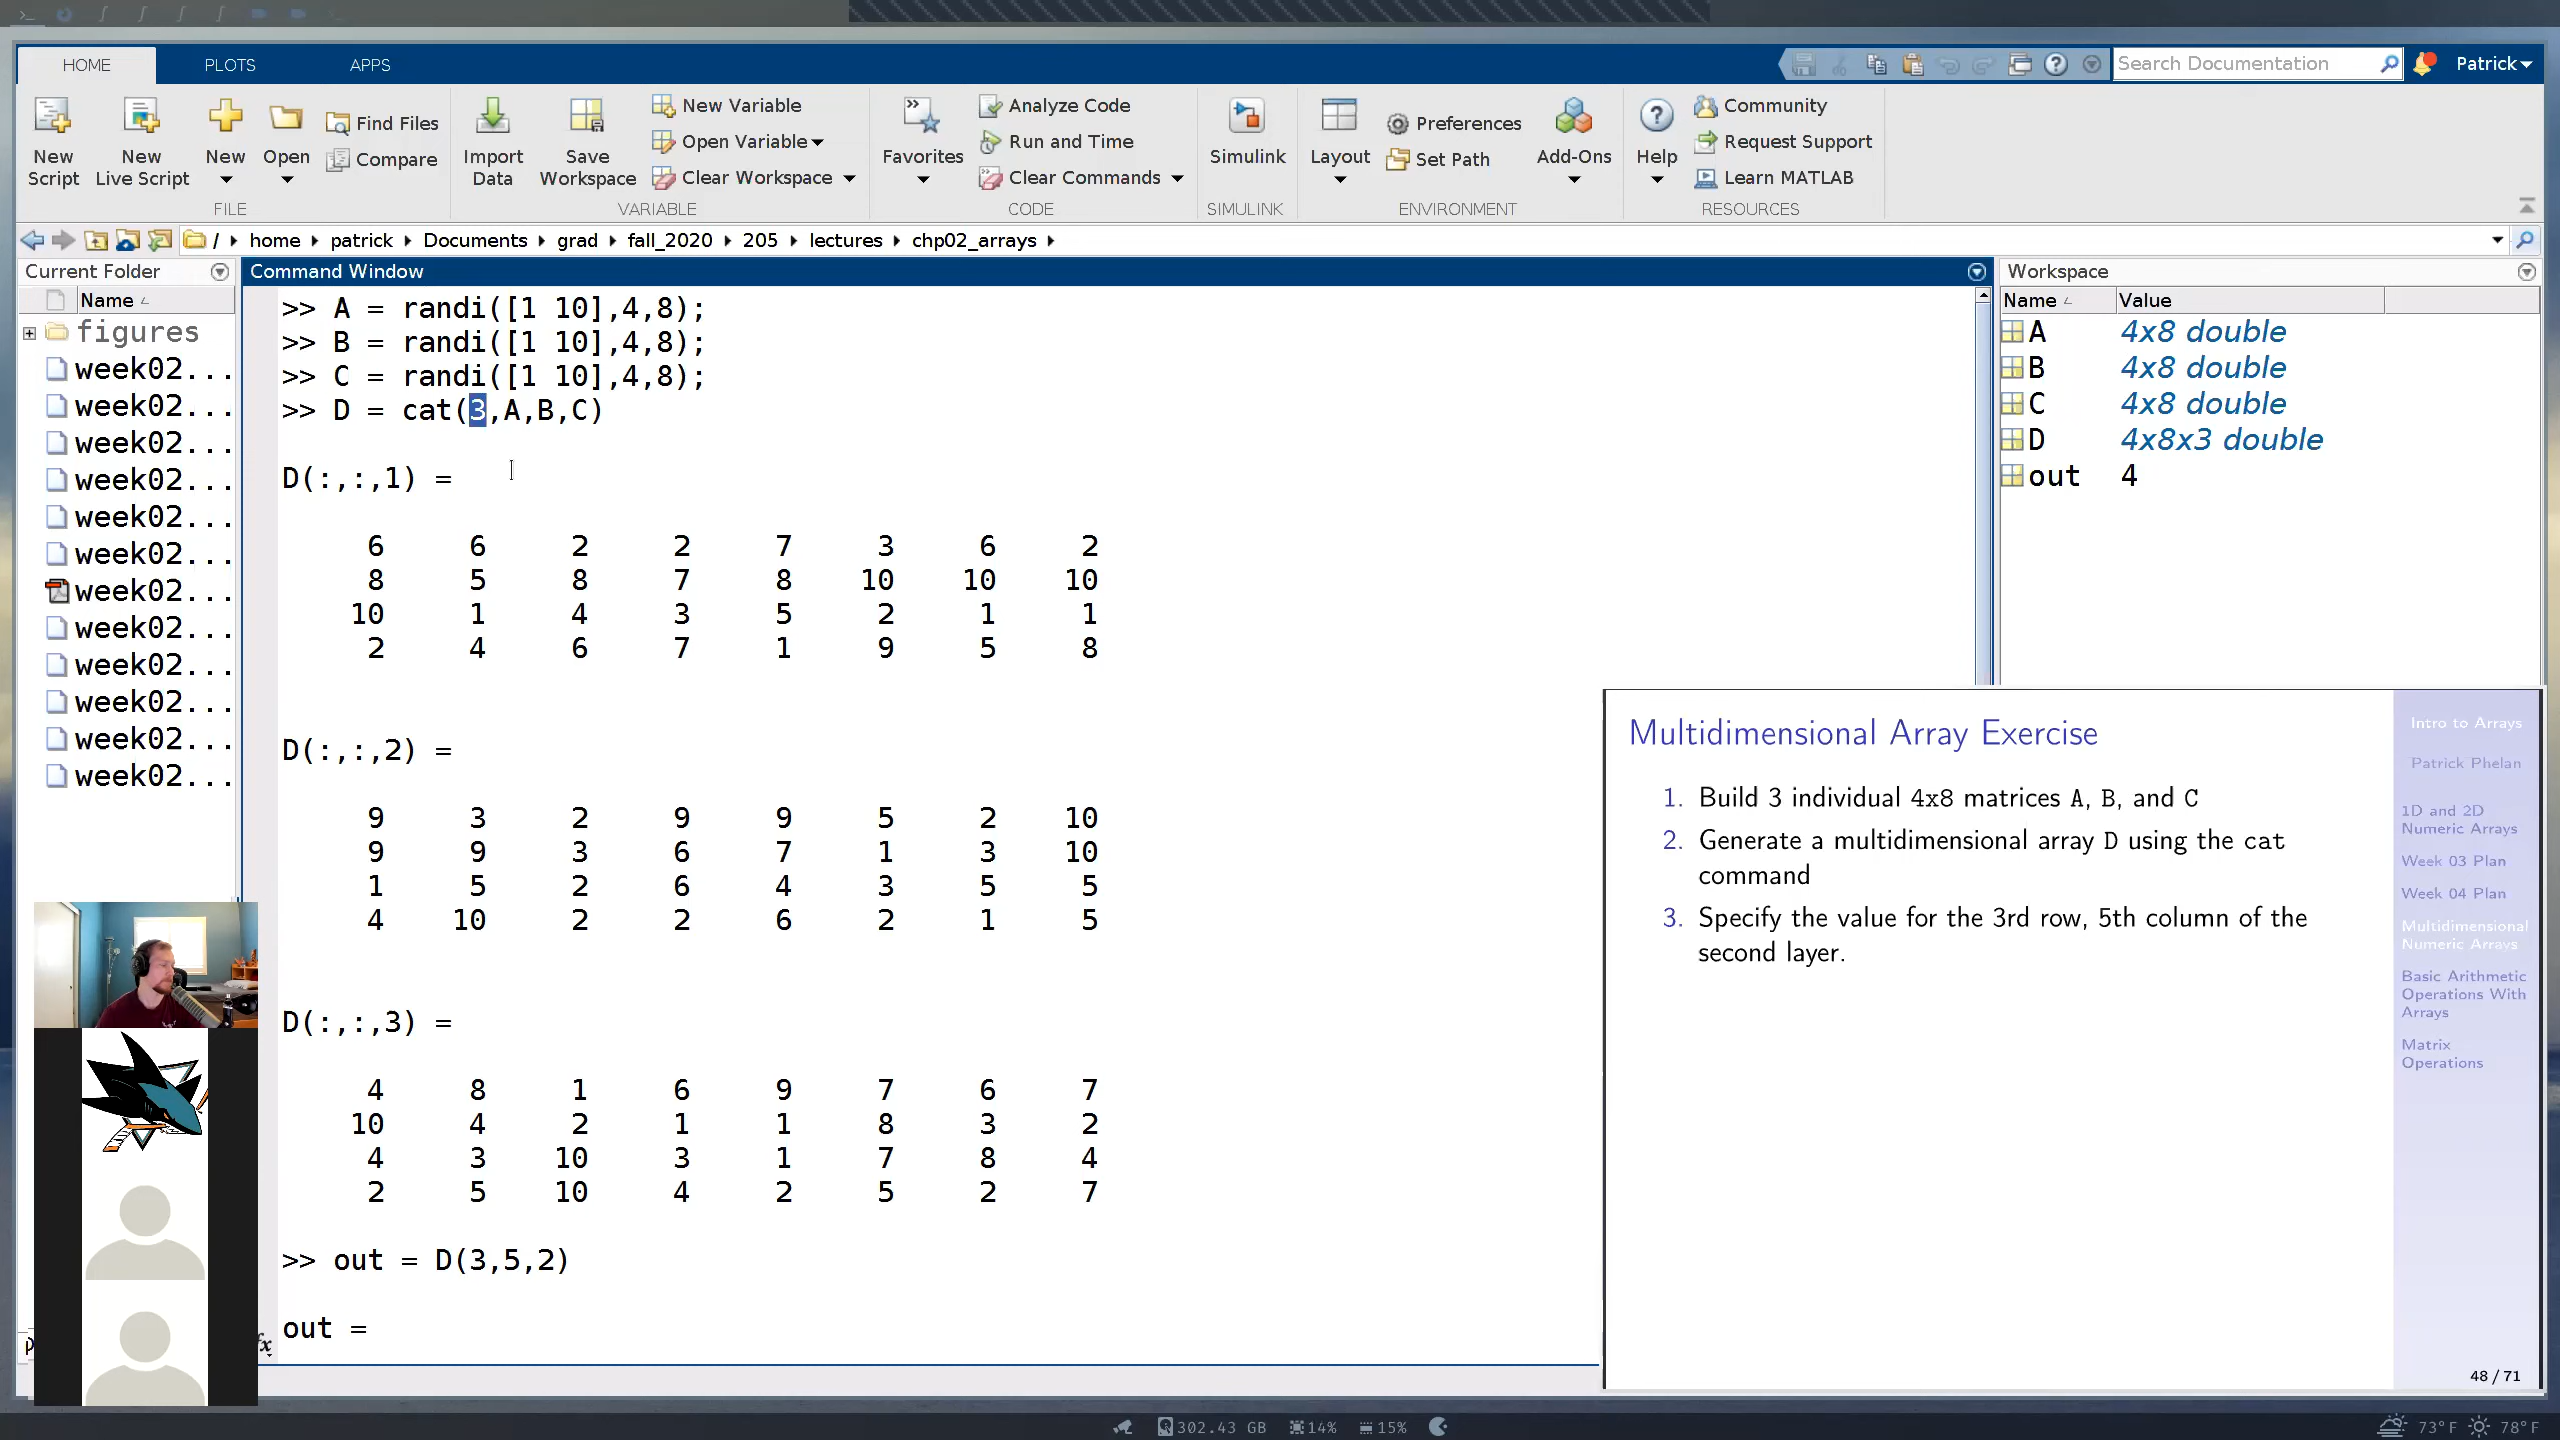 HOME PLOTS APPS
Search Documentation
Patrick
New Script
New Live Script
New
Open
Find Files
Compare
Import Data
Save Workspace
New Variable
Open Variable
Clear Workspace
Favorites
Analyze Code
Run and Time
Clear Commands
Simulink
Layout
Preferences
Set Path
Add-Ons
Help
Community
Request Support
Learn MATLAB
FILE VARIABLE CODE SIMULINK ENVIRONMENT RESOURCES
/ home patrick Documents grad fall_2020 205 lectures chp02_arrays
Current Folder
Name
figures
week02...
week02...
week02...
week02...
week02...
week02...
week02...
week02...
week02...
week02...
week02...
week02...
Command Window
>> A = randi([1 10],4,8);
>> B = randi([1 10],4,8);
>> C = randi([1 10],4,8);
>> D = cat(3,A,B,C)
D(:,:,1) =
6 6 2 2 7 3 6 2
8 5 8 7 8 10 10 10
10 1 4 3 5 2 1 1
2 4 6 7 1 9 5 8
D(:,:,2) =
9 3 2 9 9 5 2 10
9 9 3 6 7 1 3 10
1 5 2 6 4 3 5 5
4 10 2 2 6 2 1 5
D(:,:,3) =
4 8 1 6 9 7 6 7
10 4 2 1 1 8 3 2
4 3 10 3 1 7 8 4
2 5 10 4 2 5 2 7
>> out = D(3,5,2)
out =
fx
Workspace
Name Value
A 4x8 double
B 4x8 double
C 4x8 double
D 4x8x3 double
out 4
Multidimensional Array Exercise
1. Build 3 individual 4x8 matrices A, B, and C
2. Generate a multidimensional array D using the cat
command
3. Specify the value for the 3rd row, 5th column of the
second layer.
Intro to Arrays
Patrick Phelan
1D and 2D
Numeric Arrays
Week 03 Plan
Week 04 Plan
Multidimensional
Numeric Arrays
Basic Arithmetic
Operations With
Arrays
Matrix
Operations
48 / 71
302.43 GB 14% 15%
73°F 78°F